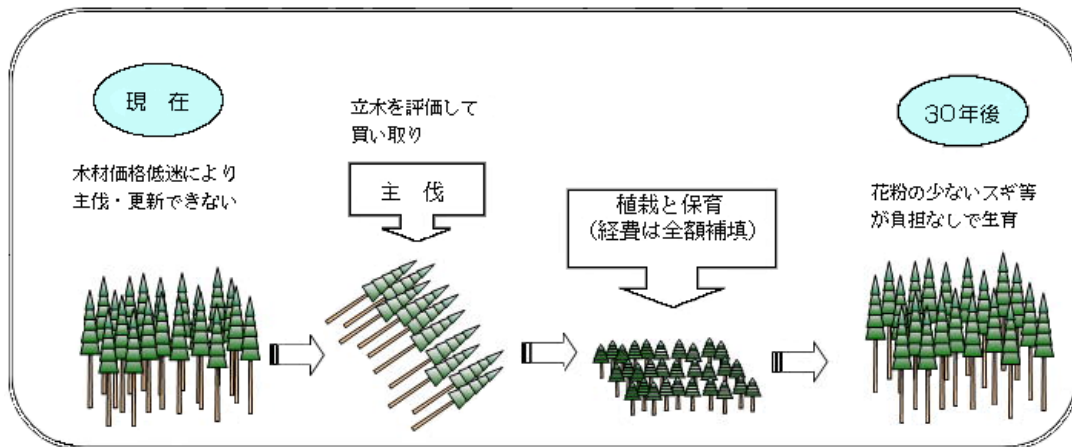 現 在
木材価格低迷により
主伐・更新できない
立木を評価して
買い取り
主 伐
植栽と保育
（経費は全額補填）
３０年後
花粉の少ないスギ等
が負担なしで生育